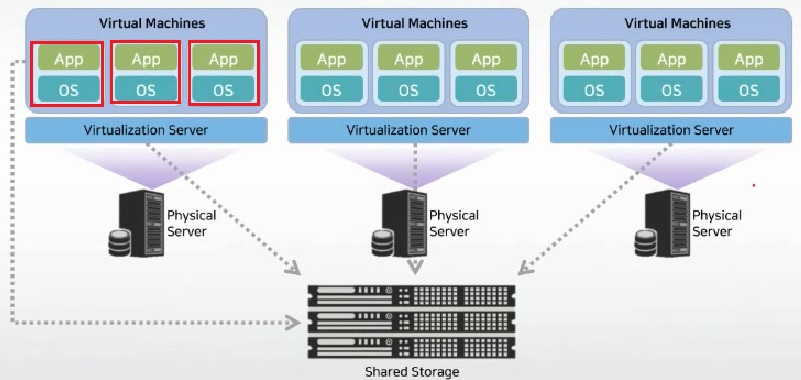 Virtual Machines
Virtual Machines
Virtual Machines
App App App
App App App
App App App
OS OS OS
OS OS OS
OS OS OS
Virtualization Server
Virtualization Server
Virtualization Server
Physical
Server
Physical
Server
Physical
Server
Shared Storage